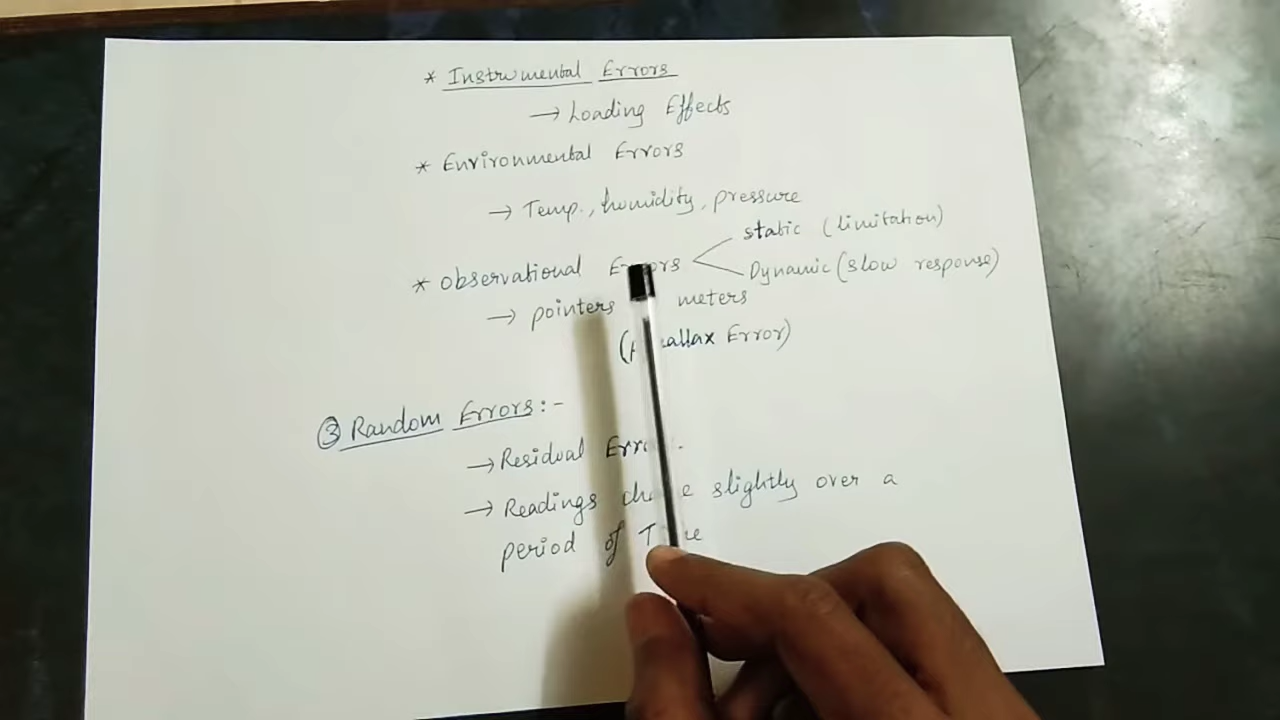 * Instrumental Errors
→ Loading Effects
* Environmental Errors
→ Temp., humidity, pressure
static (limitation)
* Observational Errors
Dynamic (slow response)
→ pointers meters
Error)
③ Random Errors:-
→ Residual
→ Readings slightly over a
period of